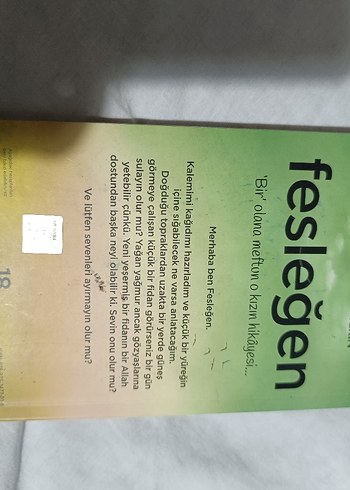 fesleğen
'Bir' olana meftun o kızın hikâyesi...
Merhaba ben Fesleğen.
Kalemimi kağıdımı hazırladım ve küçük bir yüreğin
içine sığabilecek ne varsa anlatacağım.
Doğduğu topraklardan uzakta bir yerde güneş
görmeye çalışan küçük bir fidan görürseniz bir gün
sulayın olur mu? Yağan yağmur ancak gözyaşlarına
yetebilir çünkü. Yeni yeşermiş bir fidanın bir Allah
dostundan başka neyi olabilir ki. Sevin onu olur mu?
Ve lütfen sevenleri ayırmayın olur mu?
18